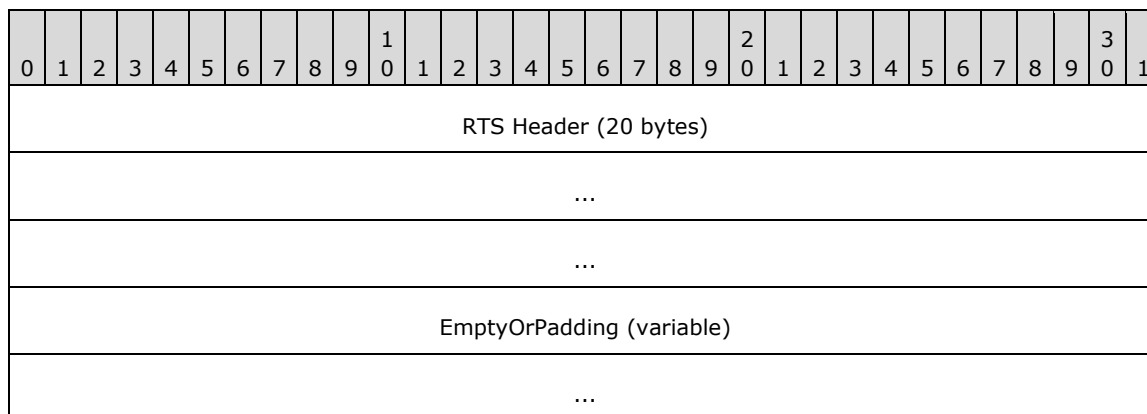 1 2 3
0 1 2 3 4 5 6 7 8 9 0 1 2 3 4 5 6 7 8 9 0 1 2 3 4 5 6 7 8 9 0 1
RTS Header (20 bytes)
...
...
EmptyOrPadding (variable)
...